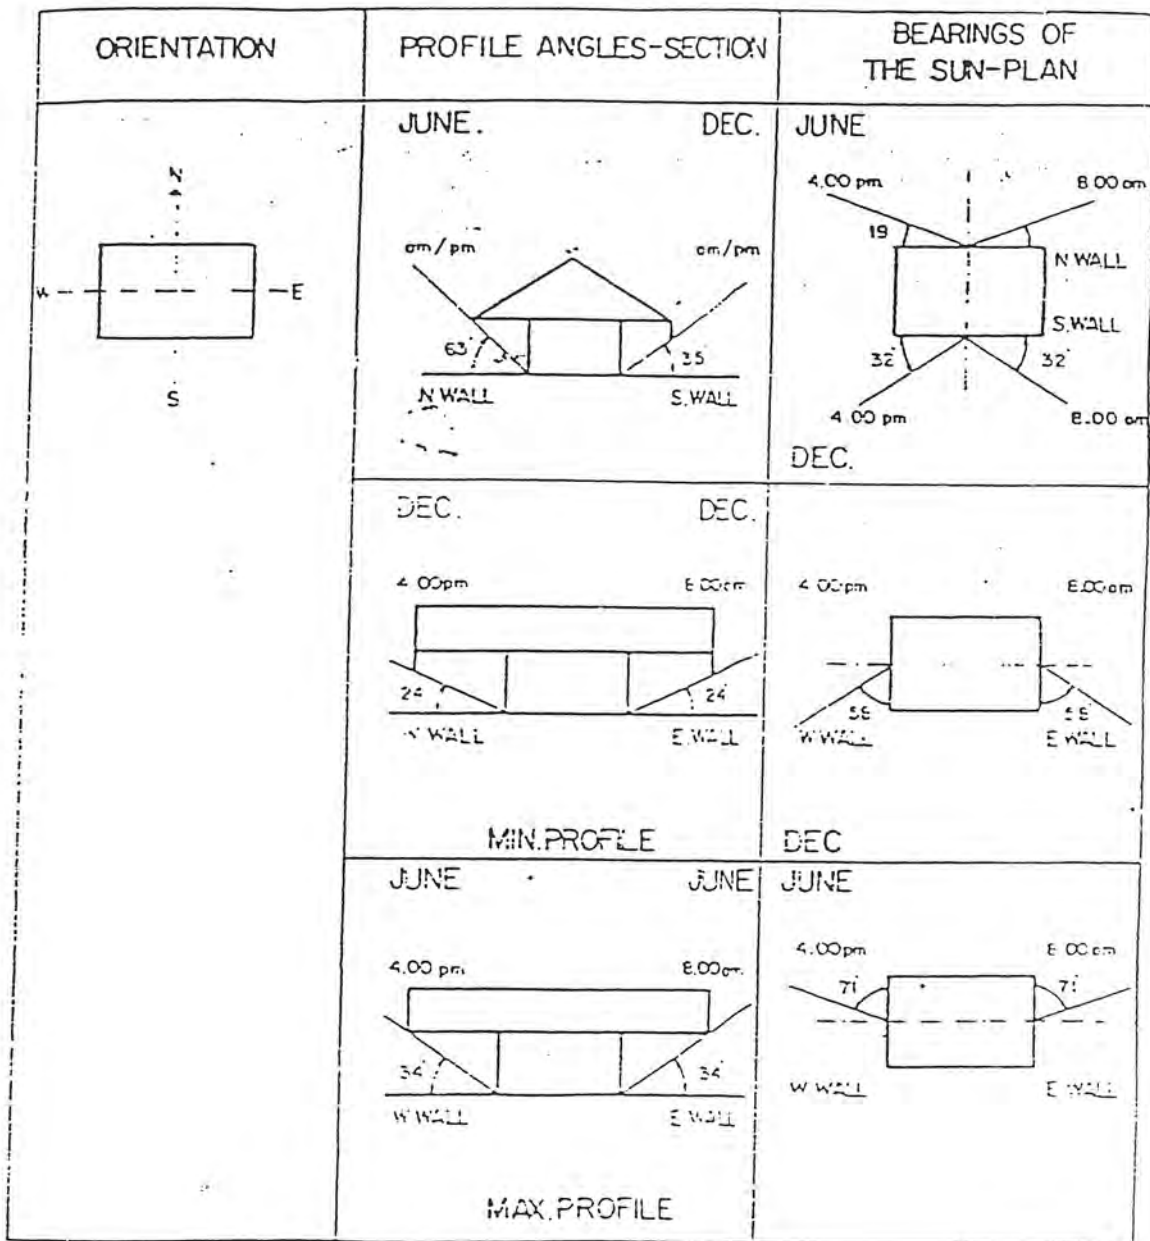 ORIENTATION
PROFILE ANGLES-SECTION
BEARINGS OF
THE SUN-PLAN
N
W
E
S
JUNE.
DEC.
am/pm
am/pm
63°
35
N WALL
S.WALL
JUNE
4.00 pm
8.00 am
19
N WALL
S.WALL
32°
32°
4.00 pm
8.00 am
DEC.
DEC.
DEC.
4.00pm
8.00am
24
24°
W WALL
E.WALL
MIN.PROFILE
4.00pm
8.00am
58
58°
W WALL
E WALL
DEC
JUNE
JUNE
4.00 pm
8.00am
34°
34°
W WALL
E WALL
MAX.PROFILE
JUNE
4.00pm
8.00am
71°
71°
W WALL
E WALL